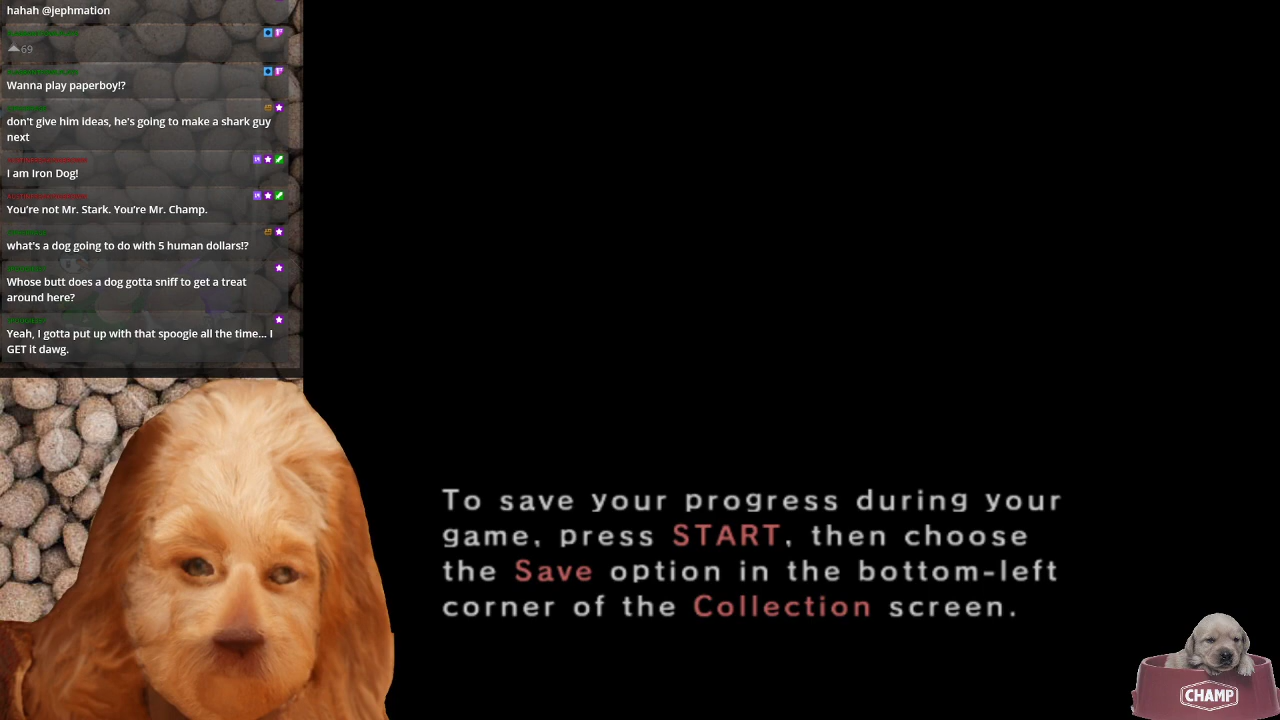 hahah @jephmation
69
Wanna play paperboy!?
don't give him ideas, he's going to make a shark guy
next
I am Iron Dog!
You're not Mr. Stark. You're Mr. Champ.
what's a dog going to do with 5 human dollars!?
Whose butt does a dog gotta sniff to get a treat
around here?
Yeah, I gotta put up with that spoogie all the time... I
GET it dawg.
To save your progress during your
game, press START, then choose
the Save option in the bottom-left
corner of the Collection screen.
CHAMP